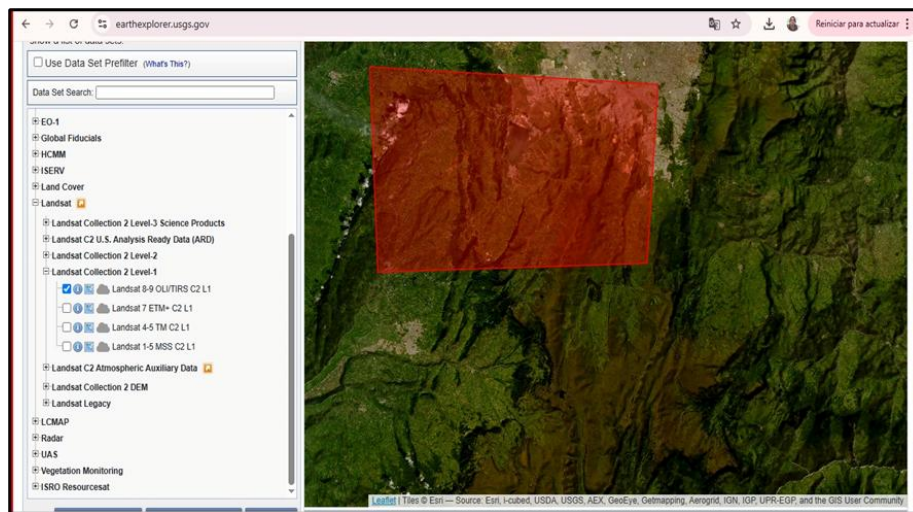 earthexplorer.usgs.gov
Reiniciar para actualizar
show a list of data sets.
Use Data Set Prefilter (What's This?)
Data Set Search:
EO-1
Global Fiducials
HCMM
ISERV
Land Cover
Landsat
Landsat Collection 2 Level-3 Science Products
Landsat C2 U.S. Analysis Ready Data (ARD)
Landsat Collection 2 Level-2
Landsat Collection 2 Level-1
Landsat 8-9 OLI/TIRS C2 L1
Landsat 7 ETM+ C2 L1
Landsat 4-5 TM C2 L1
Landsat 1-5 MSS C2 L1
Landsat C2 Atmospheric Auxiliary Data
Landsat Collection 2 DEM
Landsat Legacy
LCMAP
Radar
UAS
Vegetation Monitoring
ISRO Resourcesat
Leaflet | Tiles © Esri — Source: Esri, i-cubed, USDA, USGS, AEX, GeoEye, Getmapping, Aerogrid, IGN, IGP, UPR-EGP, and the GIS User Community